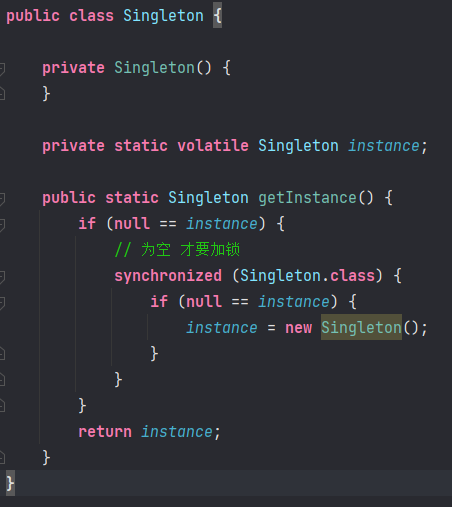 public class Singleton {
private Singleton() {
}
private static volatile Singleton instance;
public static Singleton getInstance() {
if (null == instance) {
// 为空 才要加锁
synchronized (Singleton.class) {
if (null == instance) {
instance = new Singleton();
}
}
}
return instance;
}
}